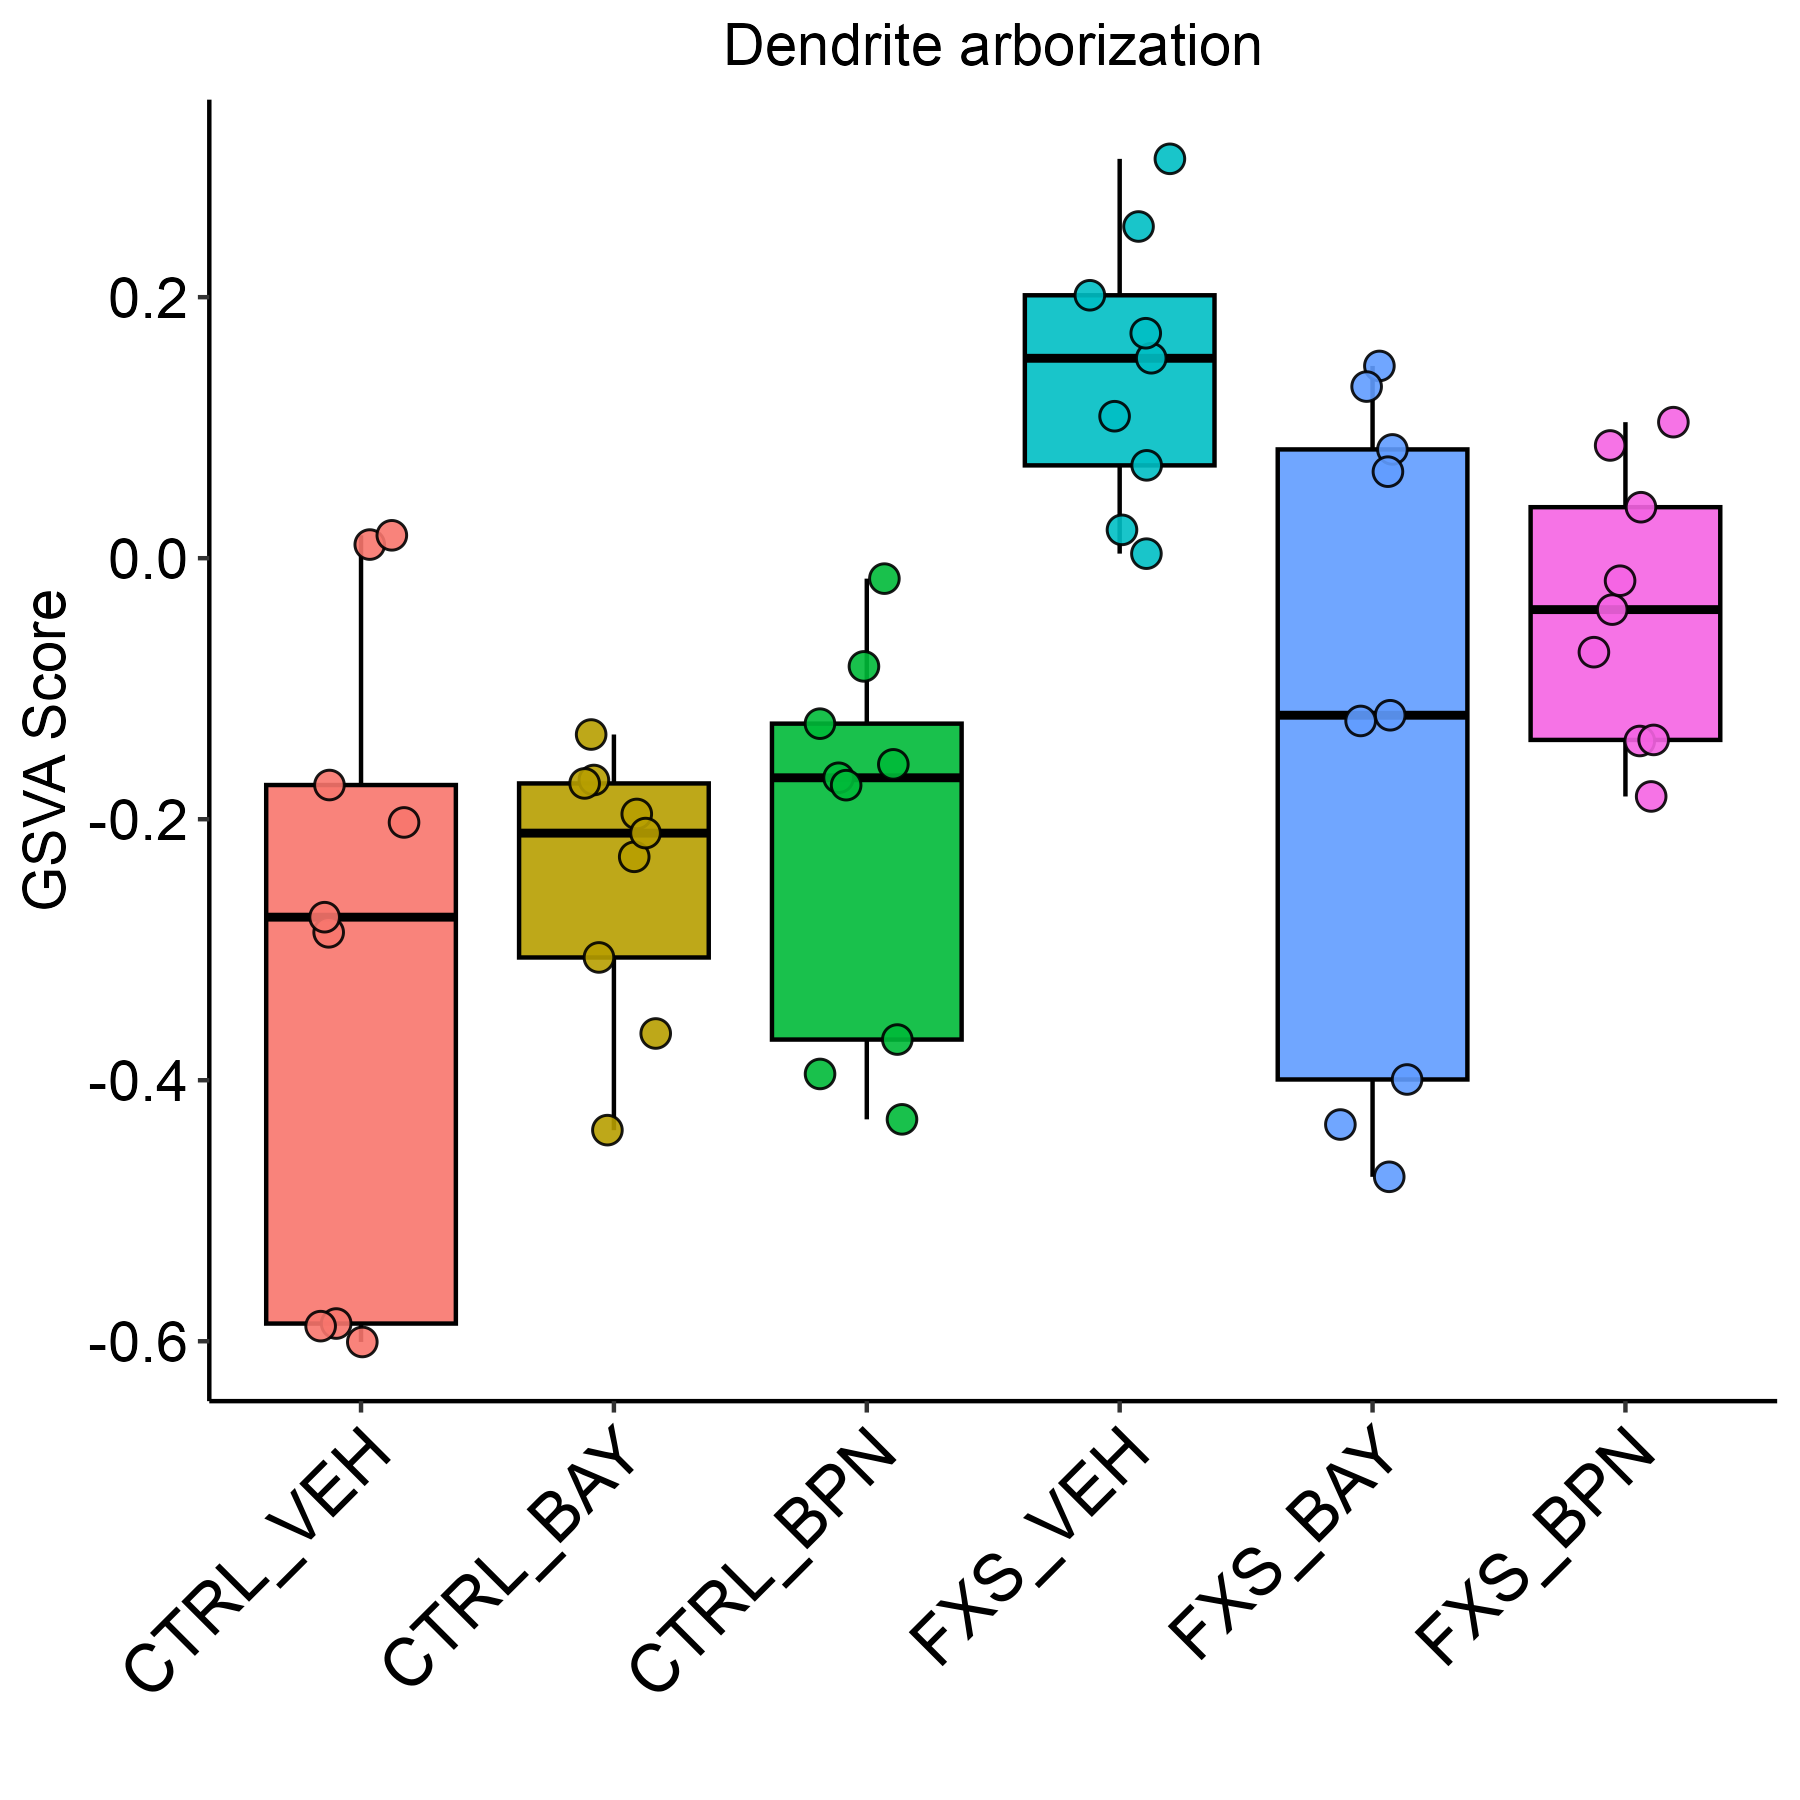 Dendrite arborization
GSVA Score
0.2
0.0
-0.2
-0.4
-0.6
CTRL_VEH
CTRL_BAY
CTRL_BPN
FXS_VEH
FXS_BAY
FXS_BPN